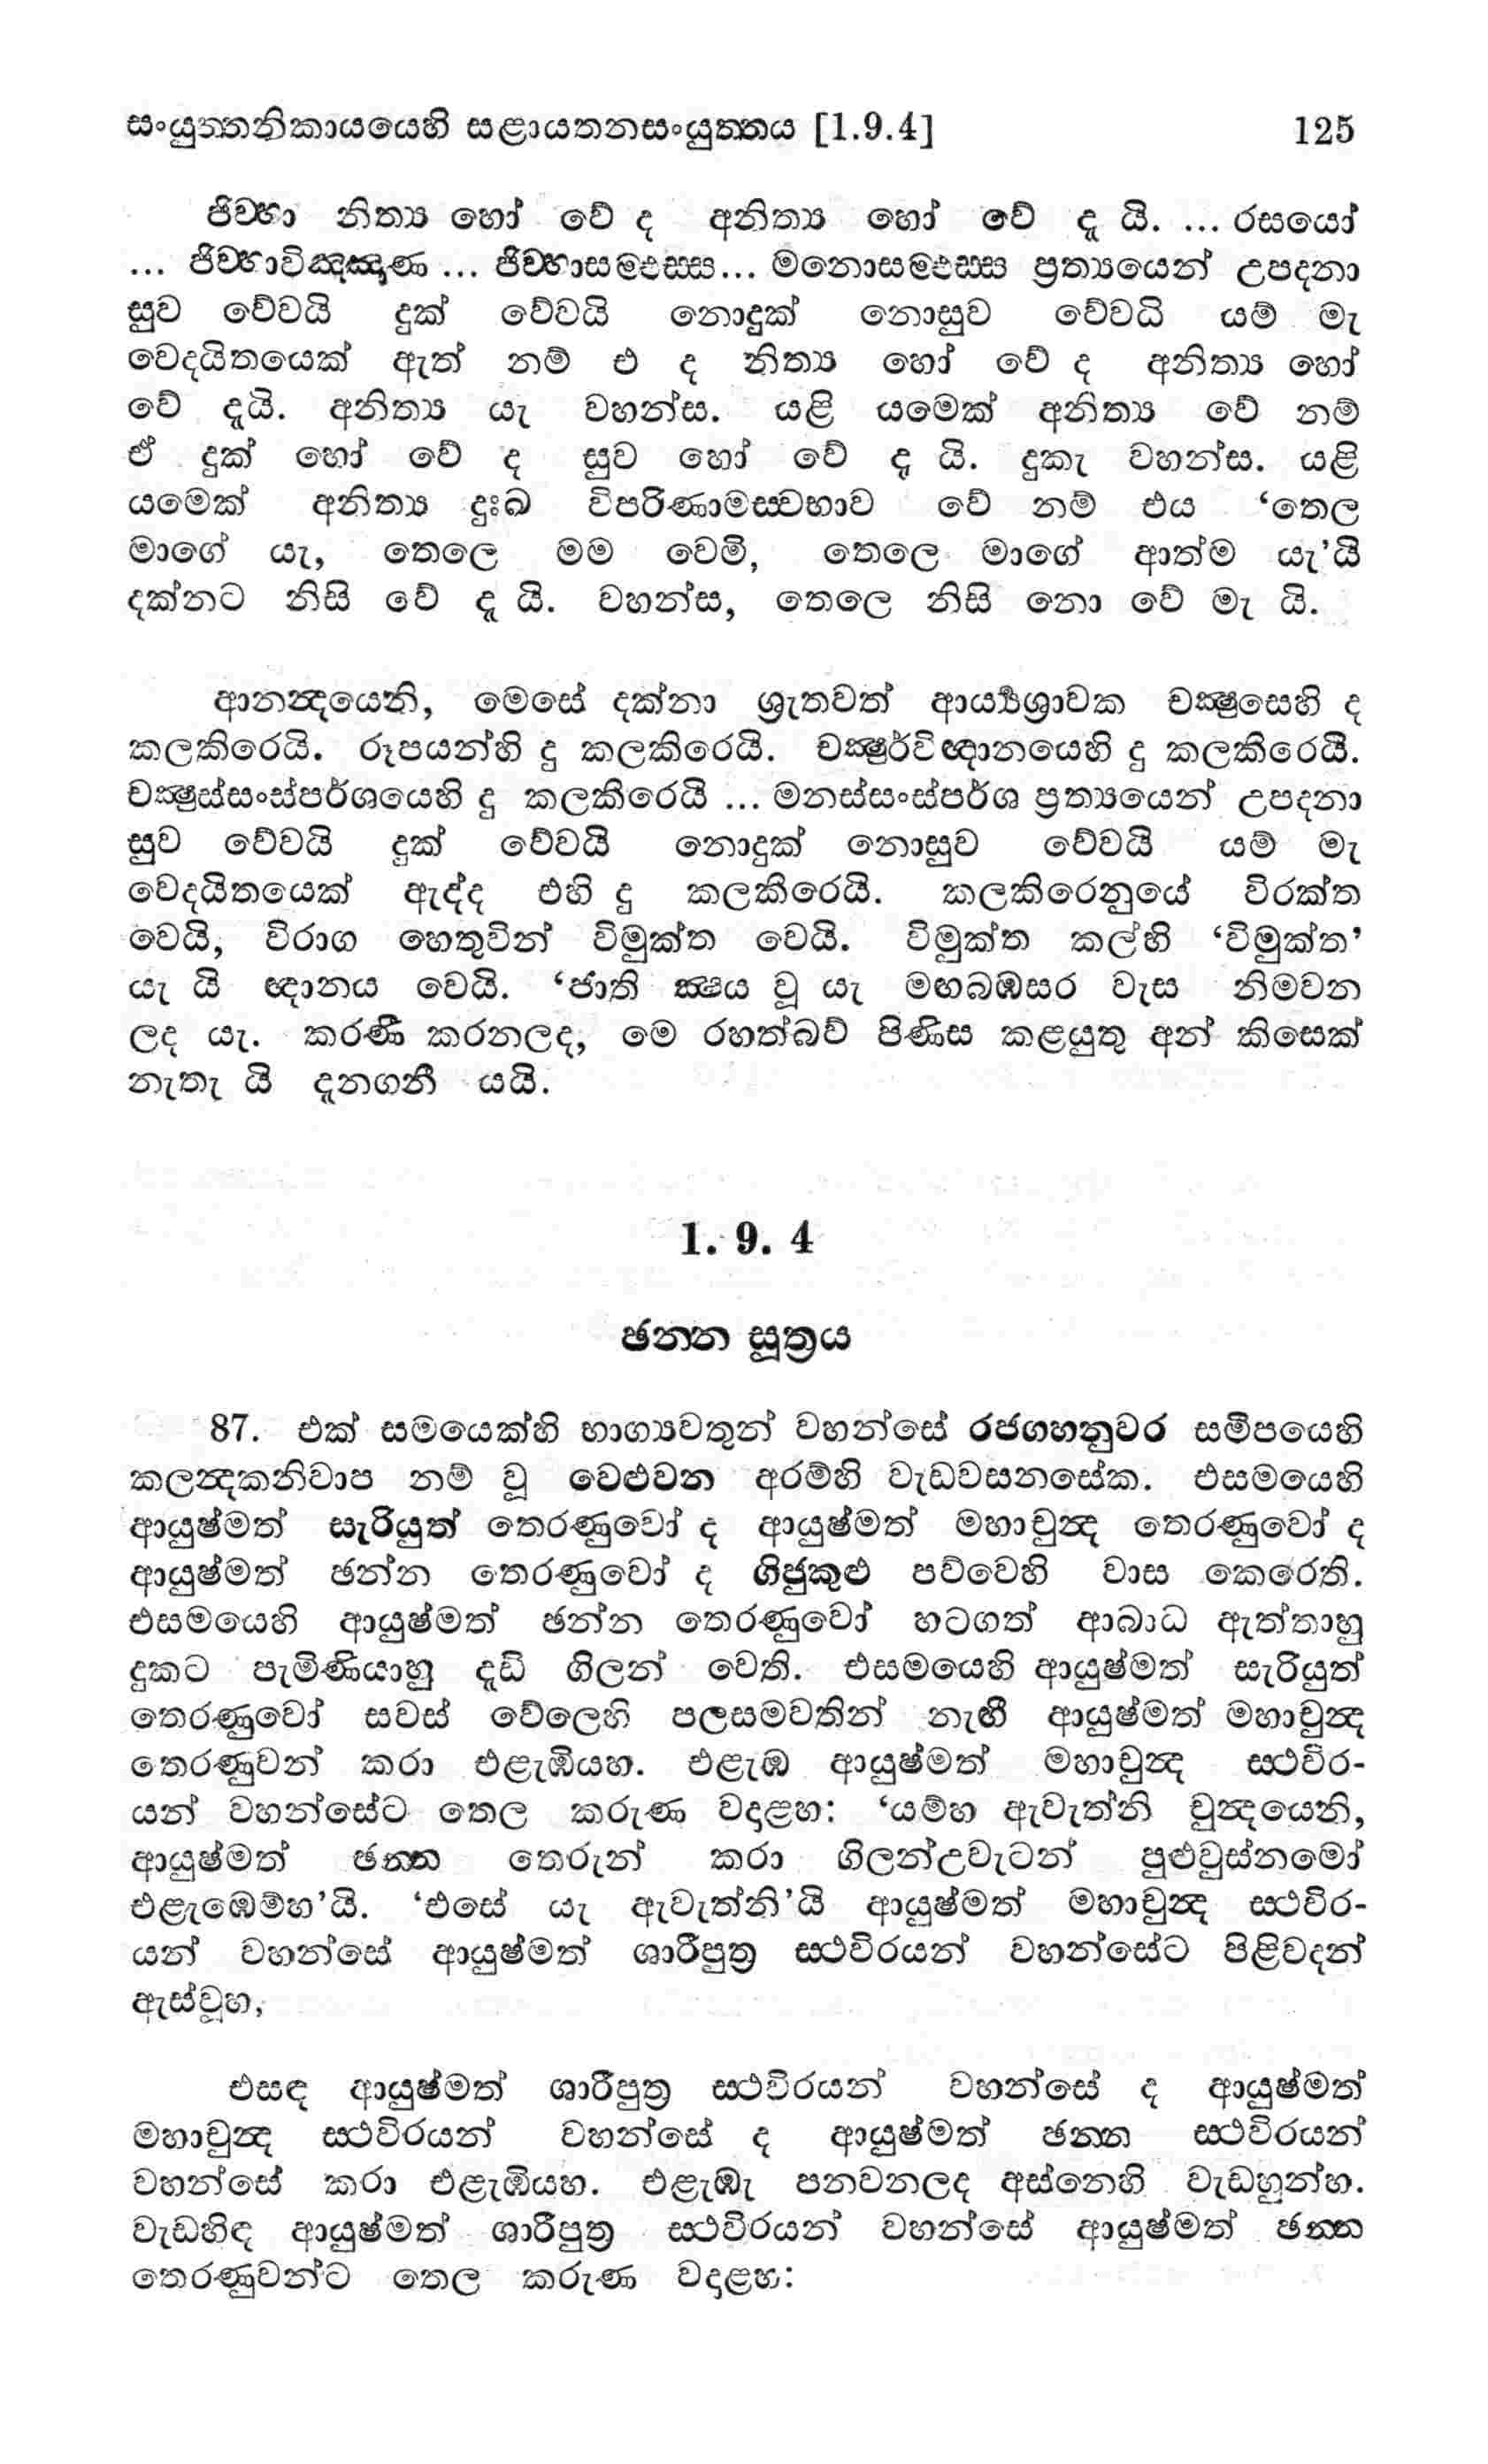 සංයුත්තනිකායයෙහි සළායතනසංයුත්තය [1.9.4] 125
ජිව්හා නිත්‍ය හෝ වේ ද අනිත්‍ය හෝ වේ දැ යි. ... රසයෝ
... ජිව්හාවිඤ්ඤාණ ... ජිව්හාසම්ඵස්ස... මනොසම්ඵස්ස ප්‍රත්‍යයෙන් උපදනා
සුව වේවයි දුක් වේවයි නොදුක් නොසුව වේවයි යම් මැ
වෙදයිතයෙක් ඇත් නම් එ ද නිත්‍ය හෝ වේ ද අනිත්‍ය හෝ
වේ දැයි. අනිත්‍ය යැ වහන්ස. යළි යමෙක් අනිත්‍ය වේ නම්
ඒ දුක් හෝ වේ ද සුව හෝ වේ දැ යි. දුකැ වහන්ස. යළි
යමෙක් අනිත්‍ය දුඃඛ විපරිණාමස්වභාව වේ නම් එය ‘තෙල
මාගේ යැ, තෙලෙ මම වෙමි, තෙලෙ මාගේ ආත්ම යැ’යි
දක්නට නිසි වේ දැ යි. වහන්ස, තෙලෙ නිසි නො වේ මැ යි.
ආනන්දයෙනි, මෙසේ දක්නා ශ්‍රැතවත් ආර්‍ය්‍යශ්‍රාවක චක්‍ෂුසෙහි ද
කලකිරෙයි. රූපයන්හි දු කලකිරෙයි. චක්‍ෂුර්විඥානයෙහි දු කලකිරෙයි.
චක්‍ෂුස්සංස්පර්ශයෙහි දු කලකිරෙයි ... මනස්සංස්පර්ශ ප්‍රත්‍යයෙන් උපදනා
සුව වේවයි දුක් වේවයි නොදුක් නොසුව වේවයි යම් මැ
වෙදයිතයෙක් ඇද්ද එහි දු කලකිරෙයි. කලකිරෙනුයේ විරක්ත
වෙයි, විරාග හෙතුවින් විමුක්ත වෙයි. විමුක්ත කල්හි ‘විමුක්ත’
යැ යි ඥානය වෙයි. ‘ජාති ක්‍ෂය වූ යැ මඟබඹසර වැස නිමවන
ලද යැ. කරණී කරනලද, මෙ රහත්බව් පිණිස කළයුතු අන් කිසෙක්
නැතැ යි දැනගනී යයි.
1. 9. 4
ඡන්න සූත්‍රය
87. එක් සමයෙක්හි භාග්‍යවතුන් වහන්සේ රජගහනුවර සමීපයෙහි
කලන්දකනිවාප නම් වූ වෙළුවන අරම්හි වැඩවසනසේක. එසමයෙහි
ආයුෂ්මත් සැරියුත් තෙරණුවෝ ද ආයුෂ්මත් මහාචුන්ද තෙරණුවෝ ද
ආයුෂ්මත් ඡන්න තෙරණුවෝ ද ගිජුකුළු පව්වෙහි වාස කෙරෙති.
එසමයෙහි ආයුෂ්මත් ඡන්න තෙරණුවෝ හටගත් ආබාධ ඇත්තාහු
දුකට පැමිණියාහු දැඩි ගිලන් වෙති. එසමයෙහි ආයුෂ්මත් සැරියුත්
තෙරණුවෝ සවස් වේලෙහි පලසමවතින් නැඟී ආයුෂ්මත් මහාචුන්ද
තෙරණුවන් කරා එළැඹියහ. එළැඹ ආයුෂ්මත් මහාචුන්ද ස්ථවිර-
යන් වහන්සේට තෙල කරුණ වදාළහ: ‘යම්හ ඇවැත්නි චුන්දයෙනි,
ආයුෂ්මත් ඡන්න තෙරුන් කරා ගිලන්උවැටන් පුළුවුස්නමෝ
එළැඹෙම්හ’යි. ‘එසේ යැ ඇවැත්නි’යි ආයුෂ්මත් මහාචුන්ද ස්ථවිර-
යන් වහන්සේ ආයුෂ්මත් ශාරීපුත්‍ර ස්ථවිරයන් වහන්සේට පිළිවදන්
ඇස්වූහ,
එසඳ ආයුෂ්මත් ශාරීපුත්‍ර ස්ථවිරයන් වහන්සේ ද ආයුෂ්මත්
මහාචුන්ද ස්ථවිරයන් වහන්සේ ද ආයුෂ්මත් ඡන්න ස්ථවිරයන්
වහන්සේ කරා එළැඹියහ. එළැඹැ පනවනලද අස්නෙහි වැඩහුන්හ.
වැඩහිඳ ආයුෂ්මත් ශාරීපුත්‍ර ස්ථවිරයන් වහන්සේ ආයුෂ්මත් ඡන්න
තෙරණුවන්ට තෙල කරුණ වදාළහ: